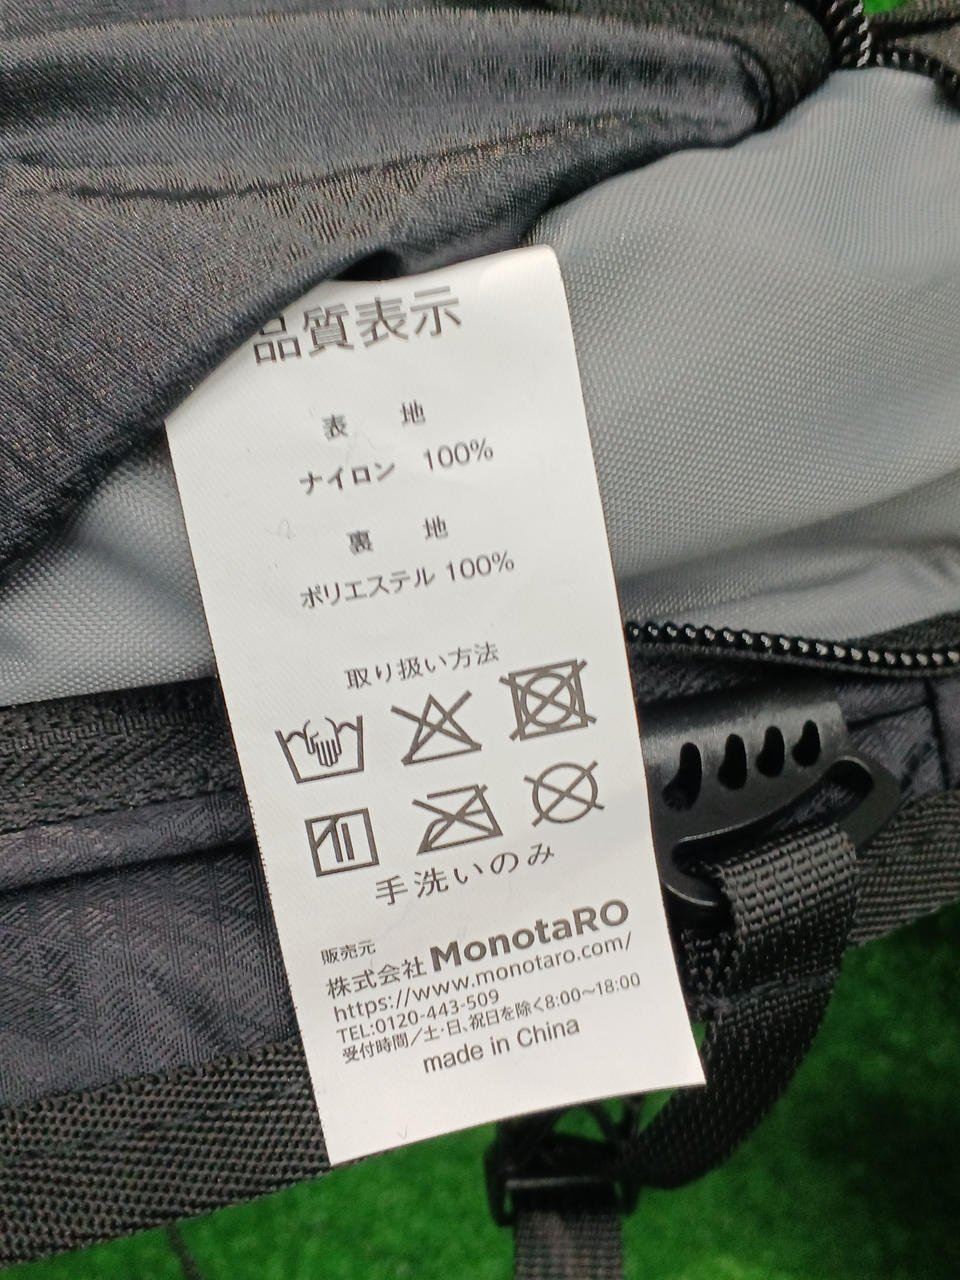 品質表示
表 地
ナイロン 100%
裏 地
ポリエステル 100%
取り扱い方法
手洗いのみ
販売元
株式会社 MonotaRO
https://www.monotaro.com/
TEL:0120-443-509
受付時間/土・日、祝日を除く8:00〜18:00
made in China